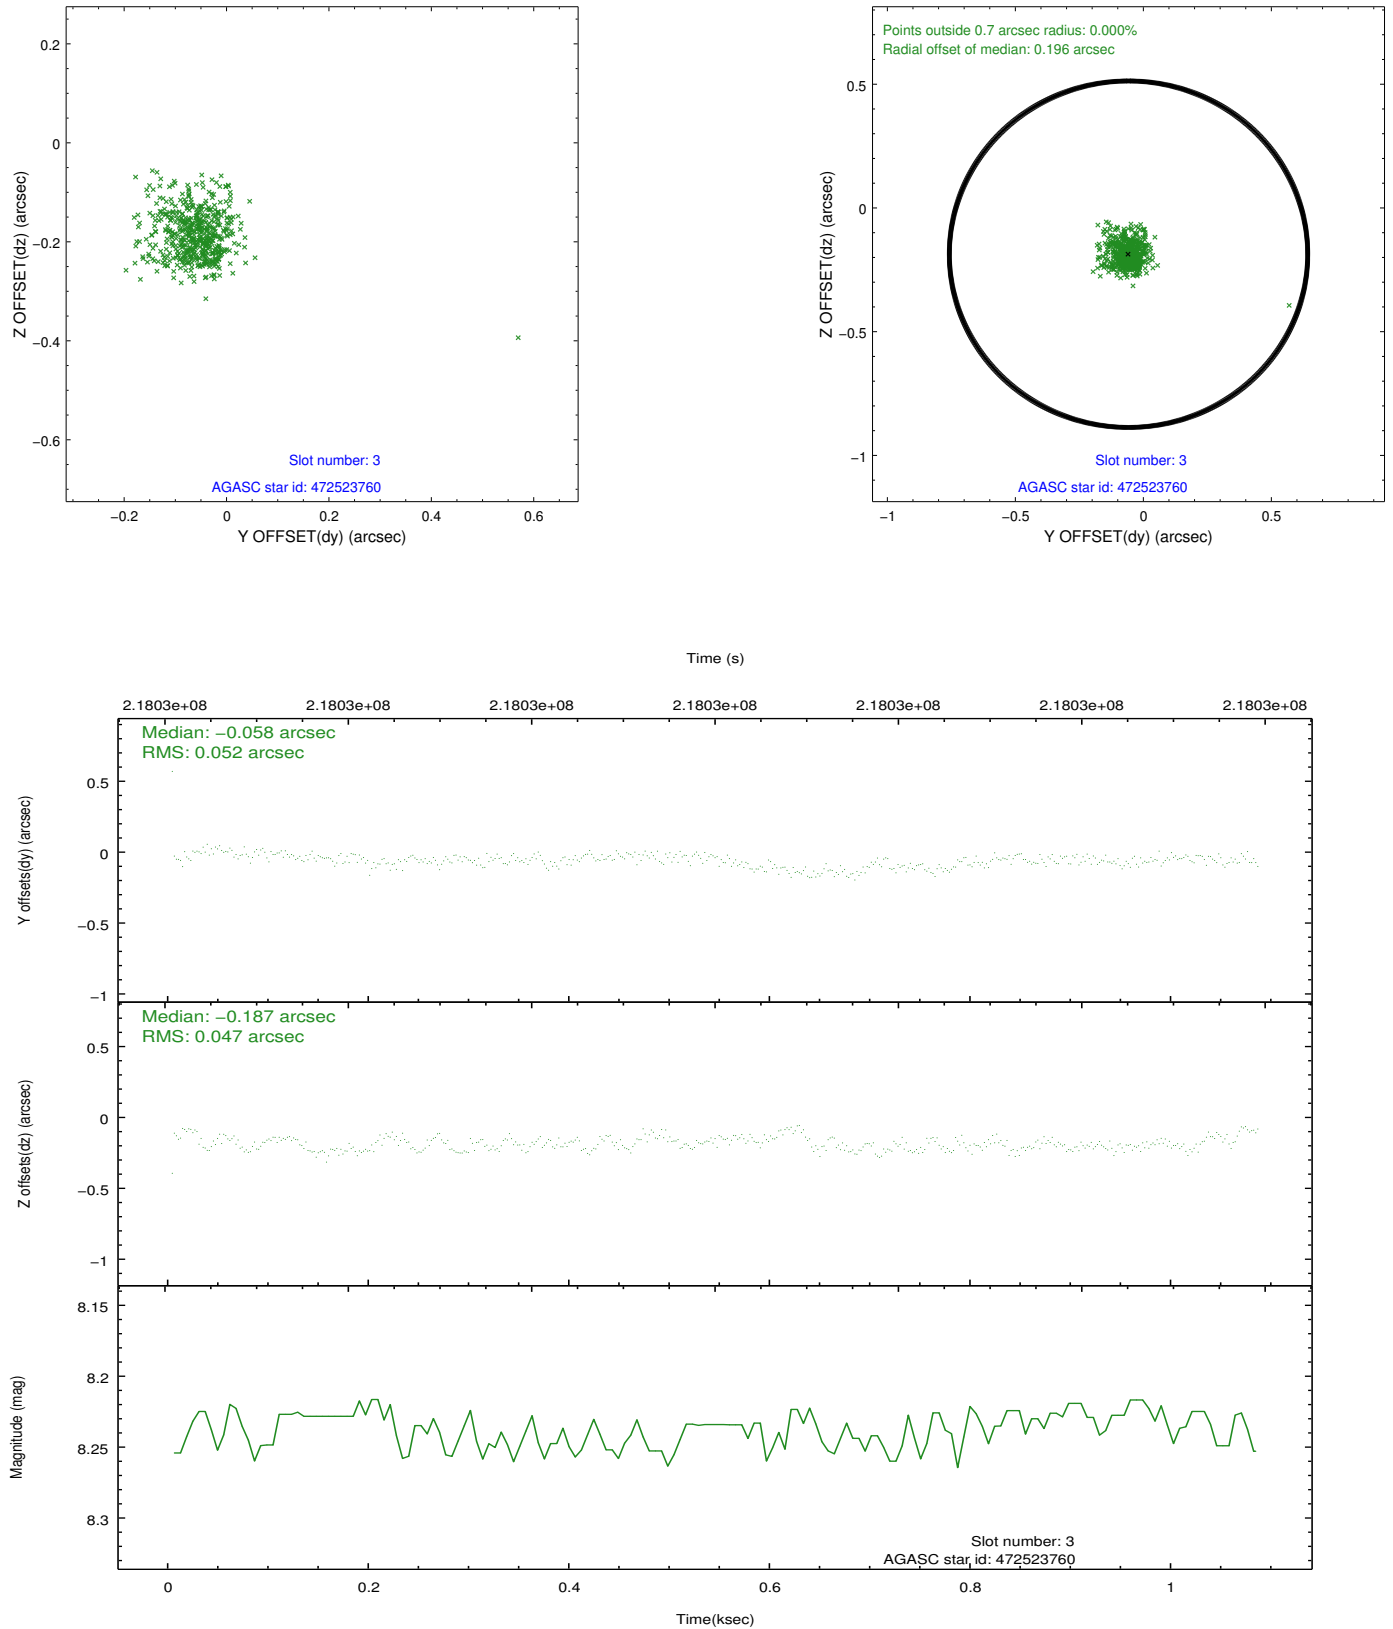 0.2
0
−0.2
−0.4
−0.6
Z OFFSET(dz) (arcsec)
Slot number: 3
AGASC star id: 472523760
−0.2
0
0.2
0.4
0.6
Y OFFSET(dy) (arcsec)
Points outside 0.7 arcsec radius: 0.000%
Radial offset of median: 0.196 arcsec
0.5
0
−0.5
−1
Z OFFSET(dz) (arcsec)
Slot number: 3
AGASC star id: 472523760
−1
−0.5
0
0.5
Y OFFSET(dy) (arcsec)
Time (s)
2.1803e+08
2.1803e+08
2.1803e+08
2.1803e+08
2.1803e+08
2.1803e+08
2.1803e+08
Median: −0.058 arcsec
RMS: 0.052 arcsec
0.5
0
−0.5
−1
Y offsets(dy) (arcsec)
Median: −0.187 arcsec
RMS: 0.047 arcsec
0.5
0
−0.5
−1
Z offsets(dz) (arcsec)
8.15
8.2
8.25
8.3
Magnitude (mag)
Slot number: 3
AGASC star id: 472523760
0
0.2
0.4
0.6
0.8
1
Time(ksec)